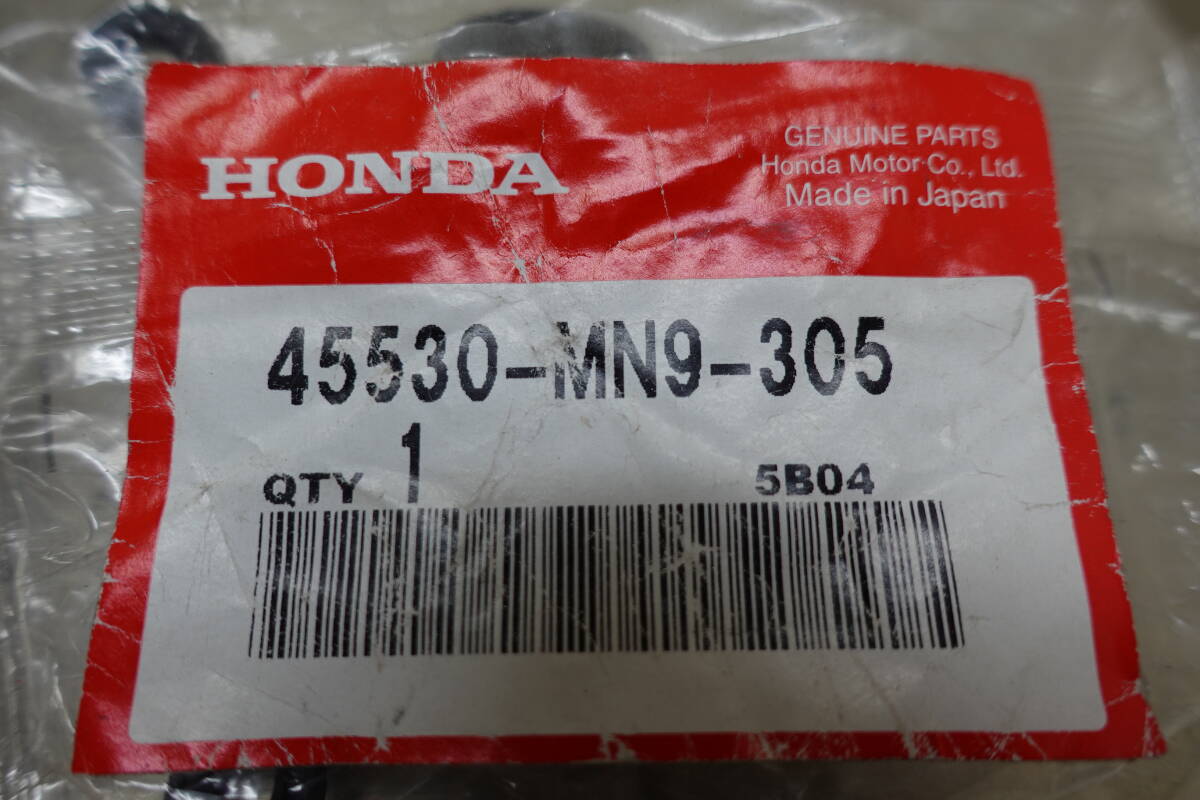 HONDA
GENUINE PARTS
Honda Motor Co., Ltd.
Made in Japan
45530-MN9-305
QTY 1
5B04